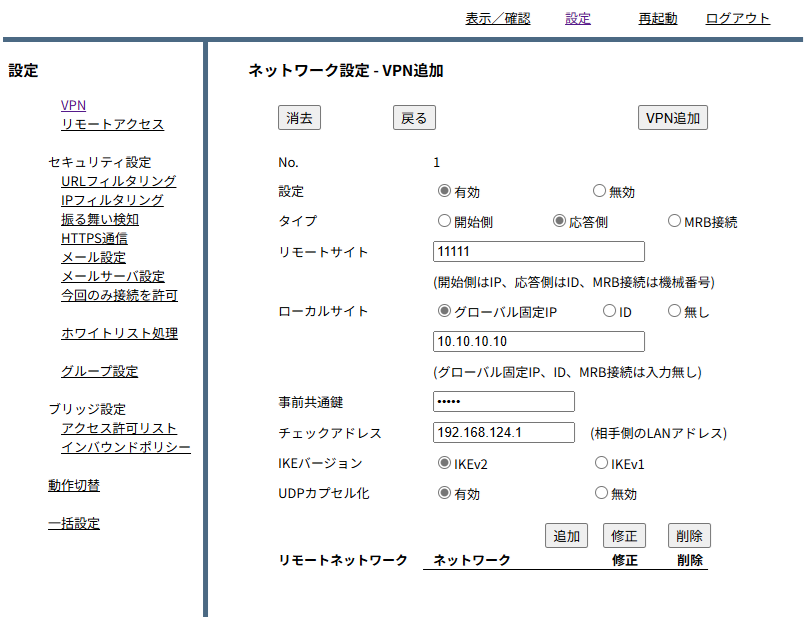 表示／確認 設定 再起動 ログアウト
設定
VPN
リモートアクセス
セキュリティ設定
URLフィルタリング
IPフィルタリング
振る舞い検知
HTTPS通信
メール設定
メールサーバ設定
今回のみ接続を許可
ホワイトリスト処理
グループ設定
ブリッジ設定
アクセス許可リスト
インバウンドポリシー
動作切替
一括設定
ネットワーク設定 - VPN追加
消去 戻る VPN追加
No. 1
設定 有効 無効
タイプ 開始側 応答側 MRB接続
リモートサイト 11111
(開始側はIP、応答側はID、MRB接続は機械番号)
ローカルサイト グローバル固定IP ID 無し
10.10.10.10
(グローバル固定IP、ID、MRB接続は入力無し)
事前共通鍵 •••••
チェックアドレス 192.168.124.1 (相手側のLANアドレス)
IKEバージョン IKEv2 IKEv1
UDPカプセル化 有効 無効
追加 修正 削除
リモートネットワーク ネットワーク 修正 削除